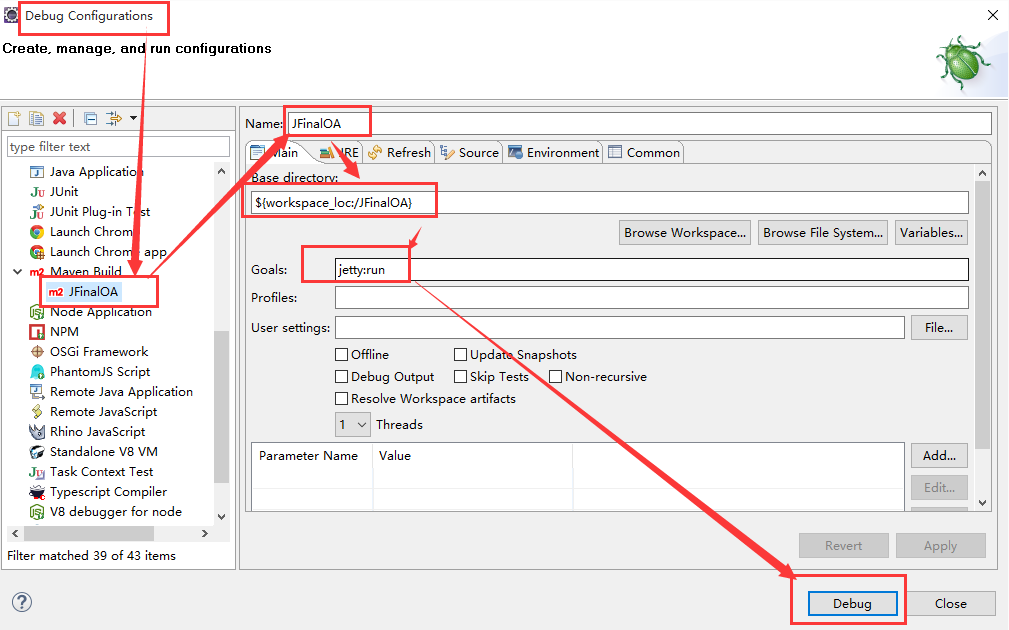 Debug Configurations
Create, manage, and run configurations
type filter text
Java Application
JUnit
JUnit Plug-in Test
Launch Chrome
Launch Chrome app
Maven Build
m2 JFinalOA
Node Application
NPM
OSGi Framework
PhantomJS Script
Remote Java Application
Remote JavaScript
Rhino JavaScript
Standalone V8 VM
Task Context Test
Typescript Compiler
V8 debugger for node
Filter matched 39 of 43 items
Name: JFinalOA
Main JRE Refresh Source Environment Common
Base directory:
${workspace_loc:/JFinalOA}
Browse Workspace... Browse File System... Variables...
Goals: jetty:run
Profiles:
User settings: File...
Offline Update Snapshots
Debug Output Skip Tests Non-recursive
Resolve Workspace artifacts
1 Threads
Parameter Name Value Add...
Edit...
Revert Apply
? Debug Close